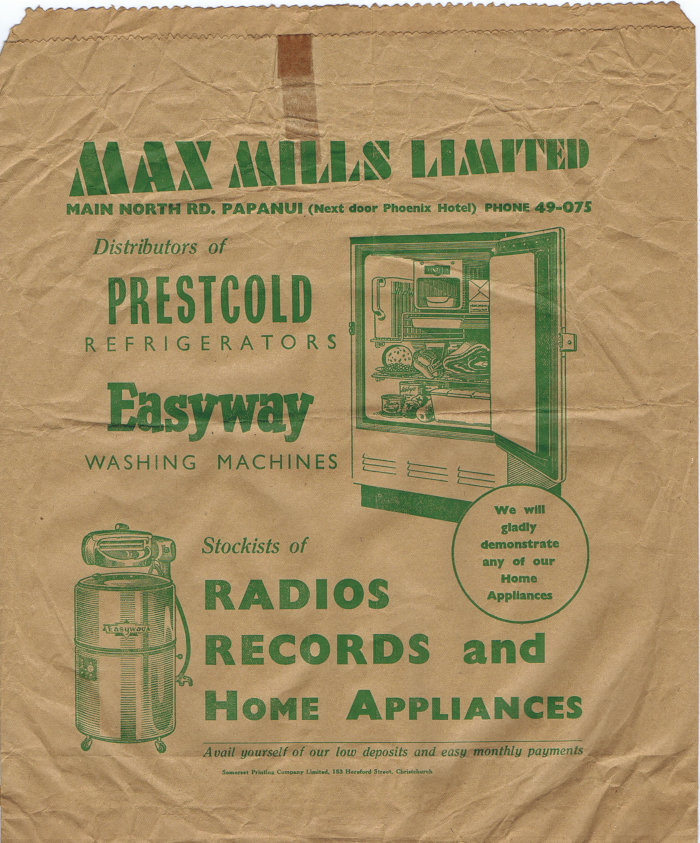 MAX MILLS LIMITED
MAIN NORTH RD. PAPANUI (Next door Phoenix Hotel) PHONE 49-075
Distributors of
PRESTCOLD
REFRIGERATORS
Easyway
WASHING MACHINES
We will
gladly
demonstrate
any of our
Home
Appliances
Stockists of
RADIOS
RECORDS and
HOME APPLIANCES
Easyway
Avail yourself of our low deposits and easy monthly payments
Somerset Printing Company Limited, 153 Hereford Street, Christchurch